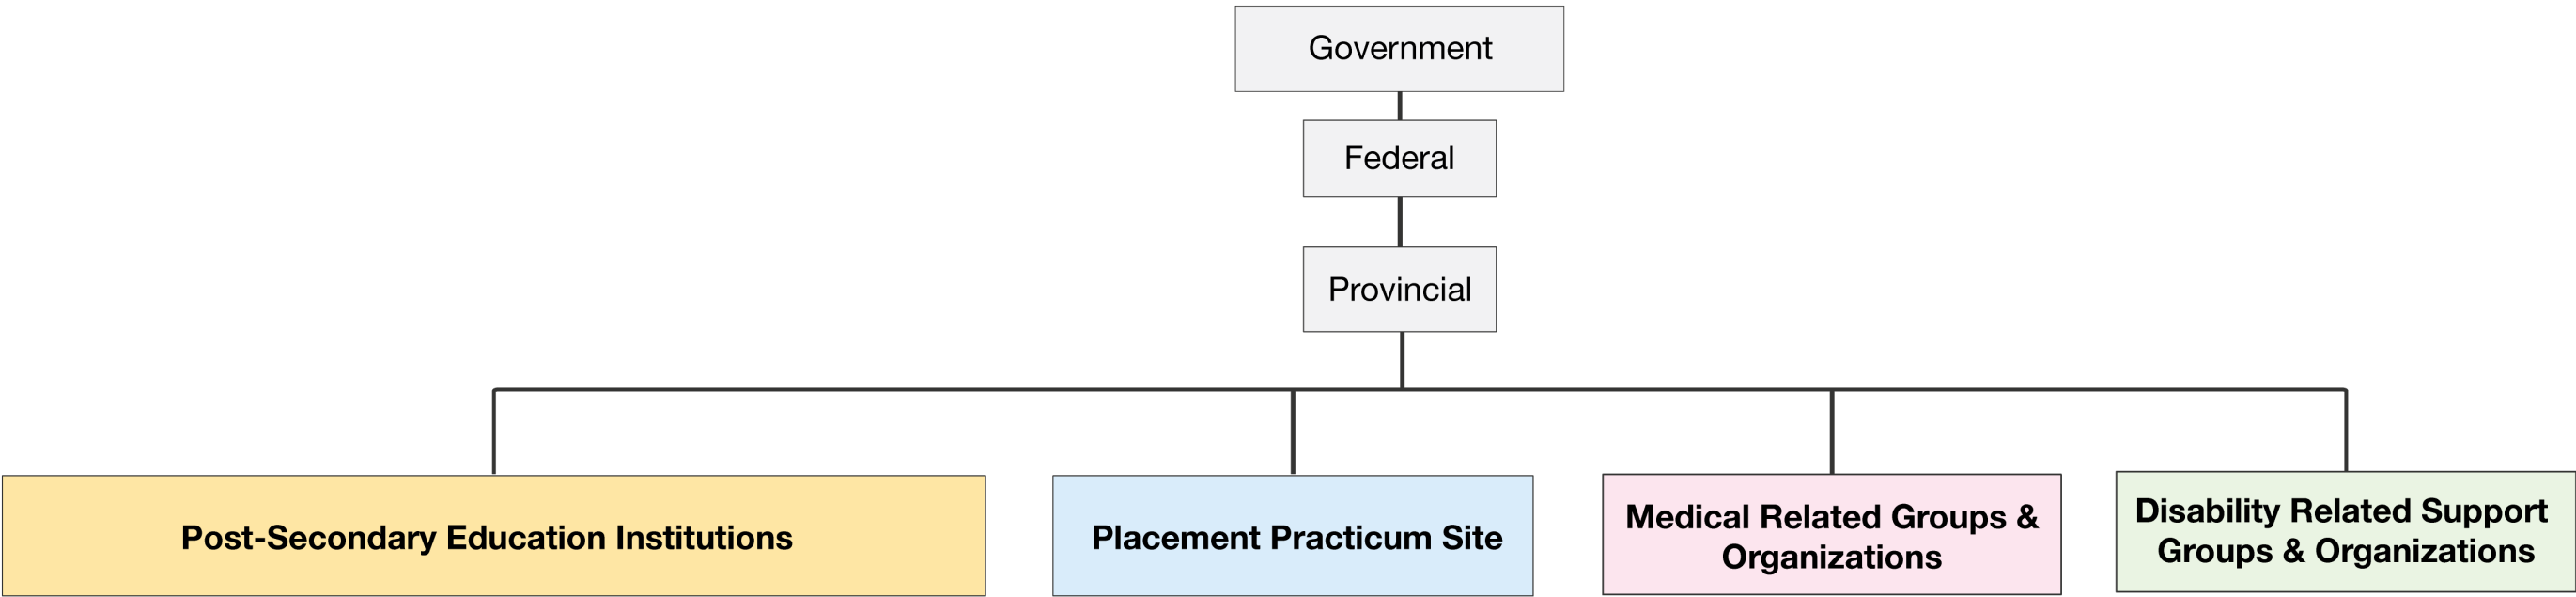 Government
Federal
Provincial
Post-Secondary Education Institutions
Placement Practicum Site
Medical Related Groups &
Organizations
Disability Related Support
Groups & Organizations